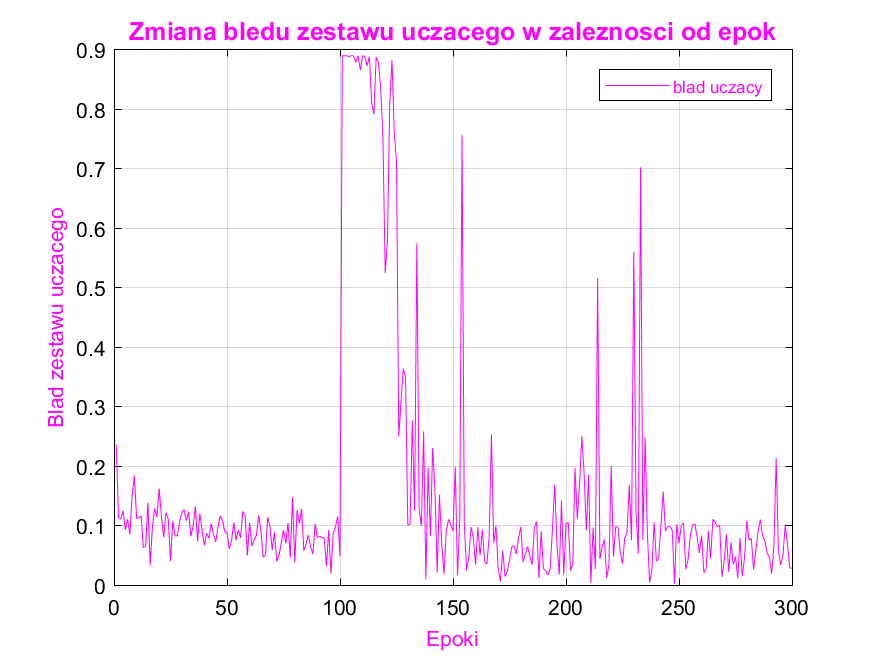 Zmiana bledu zestawu uczacego w zaleznosci od epok
0.9
0.8
0.7
0.6
0.5
0.4
0.3
0.2
0.1
0
blad uczacy
Blad zestawu uczacego
0 50 100 150 200 250 300
Epoki